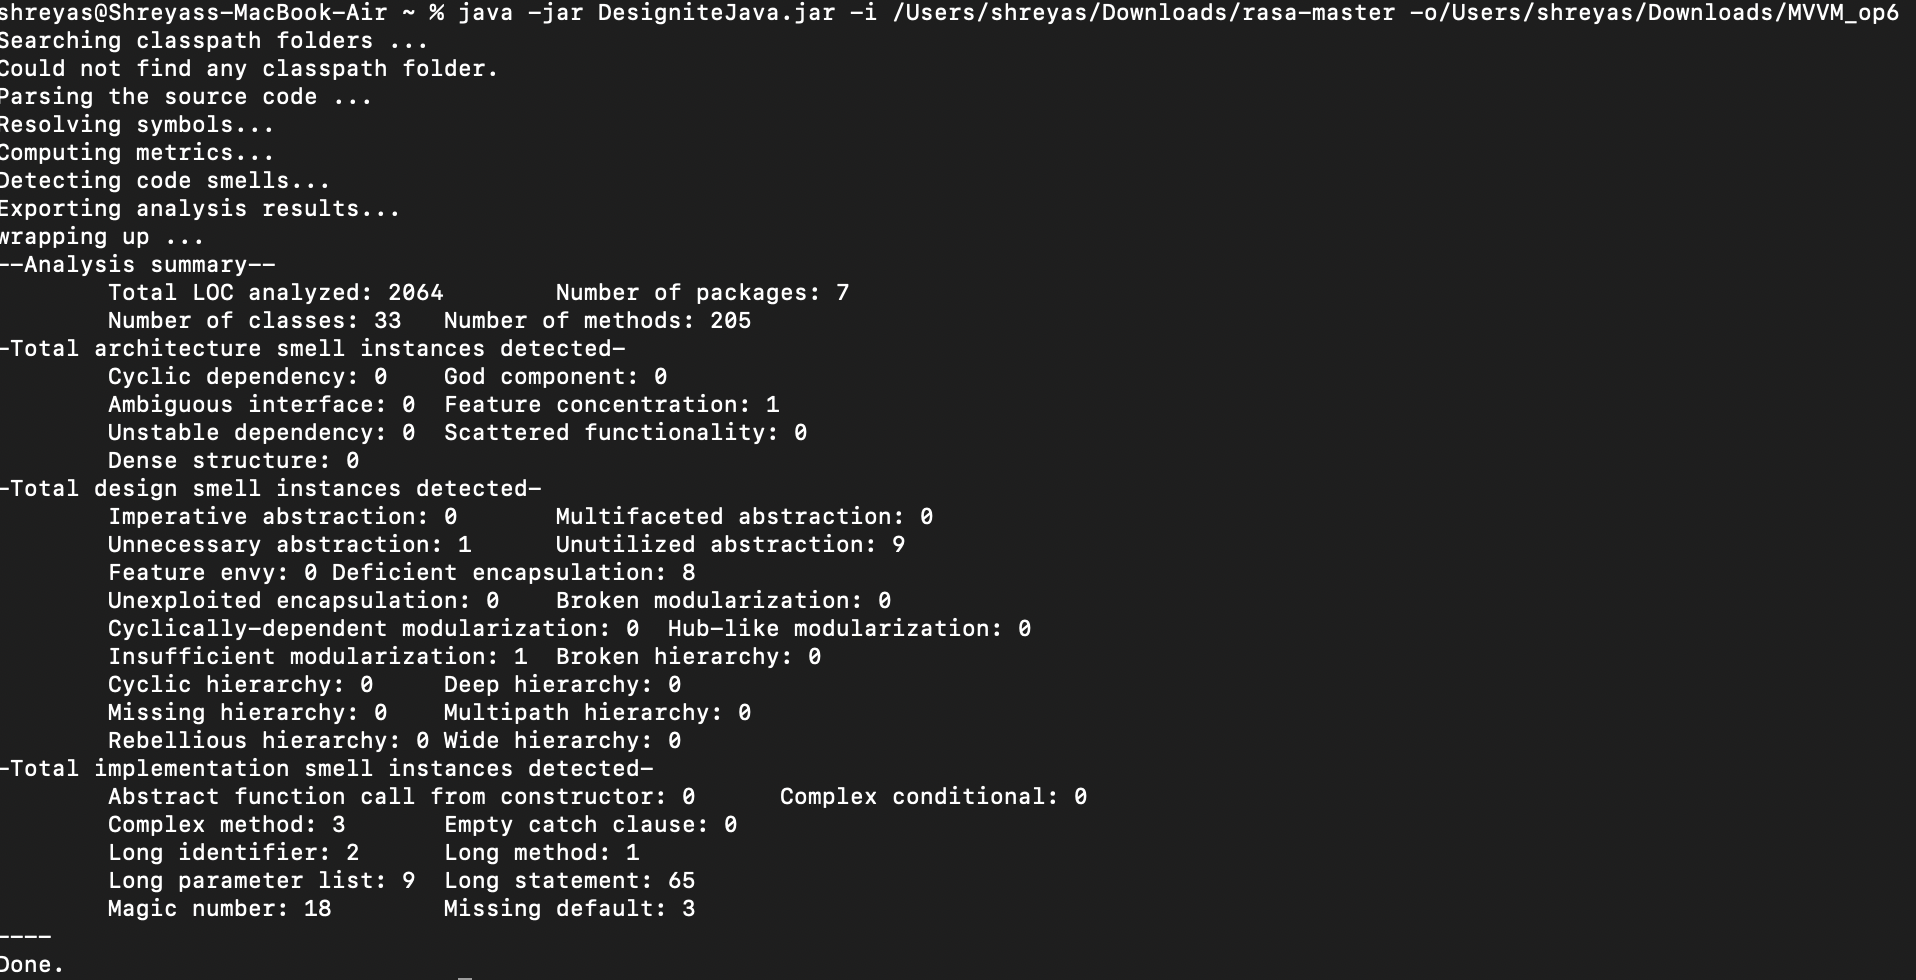 shreyas@Shreyass-MacBook-Air ~ % java -jar DesigniteJava.jar -i /Users/shreyas/Downloads/rasa-master -o/Users/shreyas/Downloads/MVVM_op6
Searching classpath folders ...
Could not find any classpath folder.
Parsing the source code ...
Resolving symbols...
Computing metrics...
Detecting code smells...
Exporting analysis results...
wrapping up ...
--Analysis summary--
Total LOC analyzed: 2064 Number of packages: 7
Number of classes: 33 Number of methods: 205
-Total architecture smell instances detected-
Cyclic dependency: 0 God component: 0
Ambiguous interface: 0 Feature concentration: 1
Unstable dependency: 0 Scattered functionality: 0
Dense structure: 0
-Total design smell instances detected-
Imperative abstraction: 0 Multifaceted abstraction: 0
Unnecessary abstraction: 1 Unutilized abstraction: 9
Feature envy: 0 Deficient encapsulation: 8
Unexploited encapsulation: 0 Broken modularization: 0
Cyclically-dependent modularization: 0 Hub-like modularization: 0
Insufficient modularization: 1 Broken hierarchy: 0
Cyclic hierarchy: 0 Deep hierarchy: 0
Missing hierarchy: 0 Multipath hierarchy: 0
Rebellious hierarchy: 0 Wide hierarchy: 0
-Total implementation smell instances detected-
Abstract function call from constructor: 0 Complex conditional: 0
Complex method: 3 Empty catch clause: 0
Long identifier: 2 Long method: 1
Long parameter list: 9 Long statement: 65
Magic number: 18 Missing default: 3
----
Done.